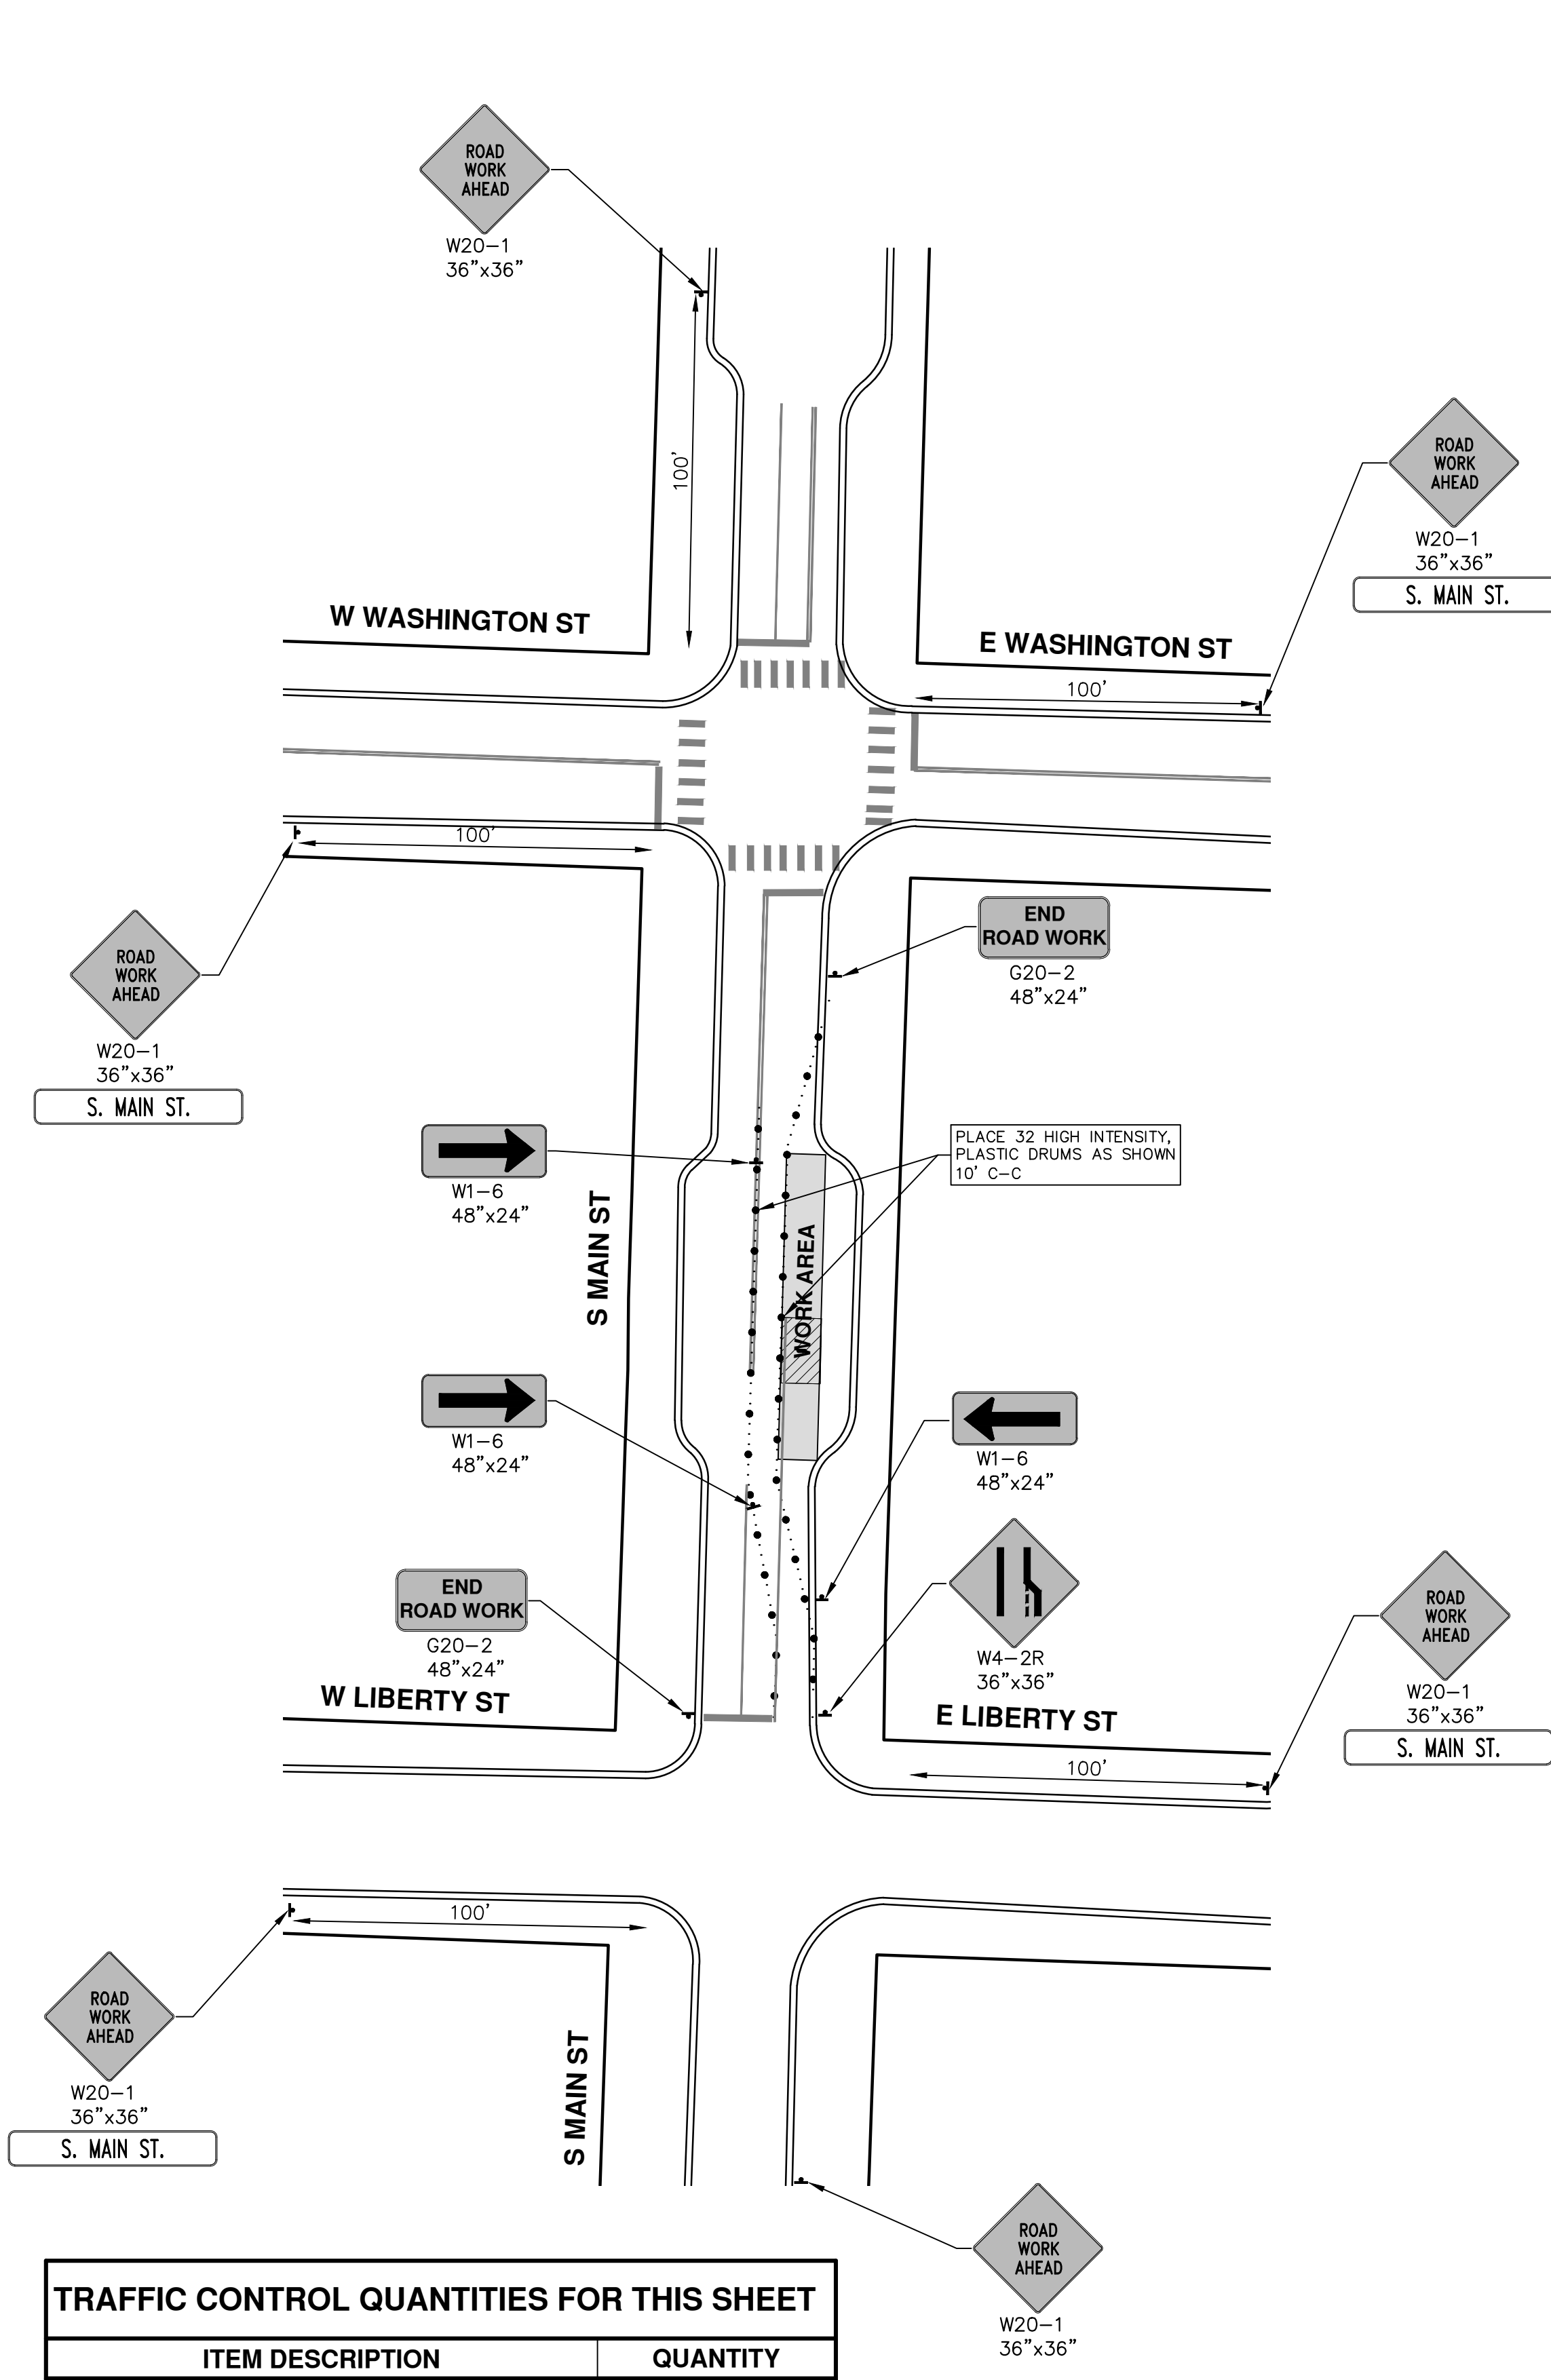 ROAD
WORK
AHEAD
W20-1
36"x36"
100'
ROAD
WORK
AHEAD
W20-1
36"x36"
S. MAIN ST.
W WASHINGTON ST
E WASHINGTON ST
100'
100'
END
ROAD WORK
G20-2
48"x24"
ROAD
WORK
AHEAD
W20-1
36"x36"
S. MAIN ST.
W1-6
48"x24"
PLACE 32 HIGH INTENSITY,
PLASTIC DRUMS AS SHOWN
10' C-C
S MAIN ST
WORK AREA
W1-6
48"x24"
W1-6
48"x24"
END
ROAD WORK
G20-2
48"x24"
W4-2R
36"x36"
ROAD
WORK
AHEAD
W20-1
36"x36"
S. MAIN ST.
W LIBERTY ST
E LIBERTY ST
100'
100'
ROAD
WORK
AHEAD
W20-1
36"x36"
S. MAIN ST.
S MAIN ST
ROAD
WORK
AHEAD
W20-1
36"x36"
TRAFFIC CONTROL QUANTITIES FOR THIS SHEET
ITEM DESCRIPTION
QUANTITY